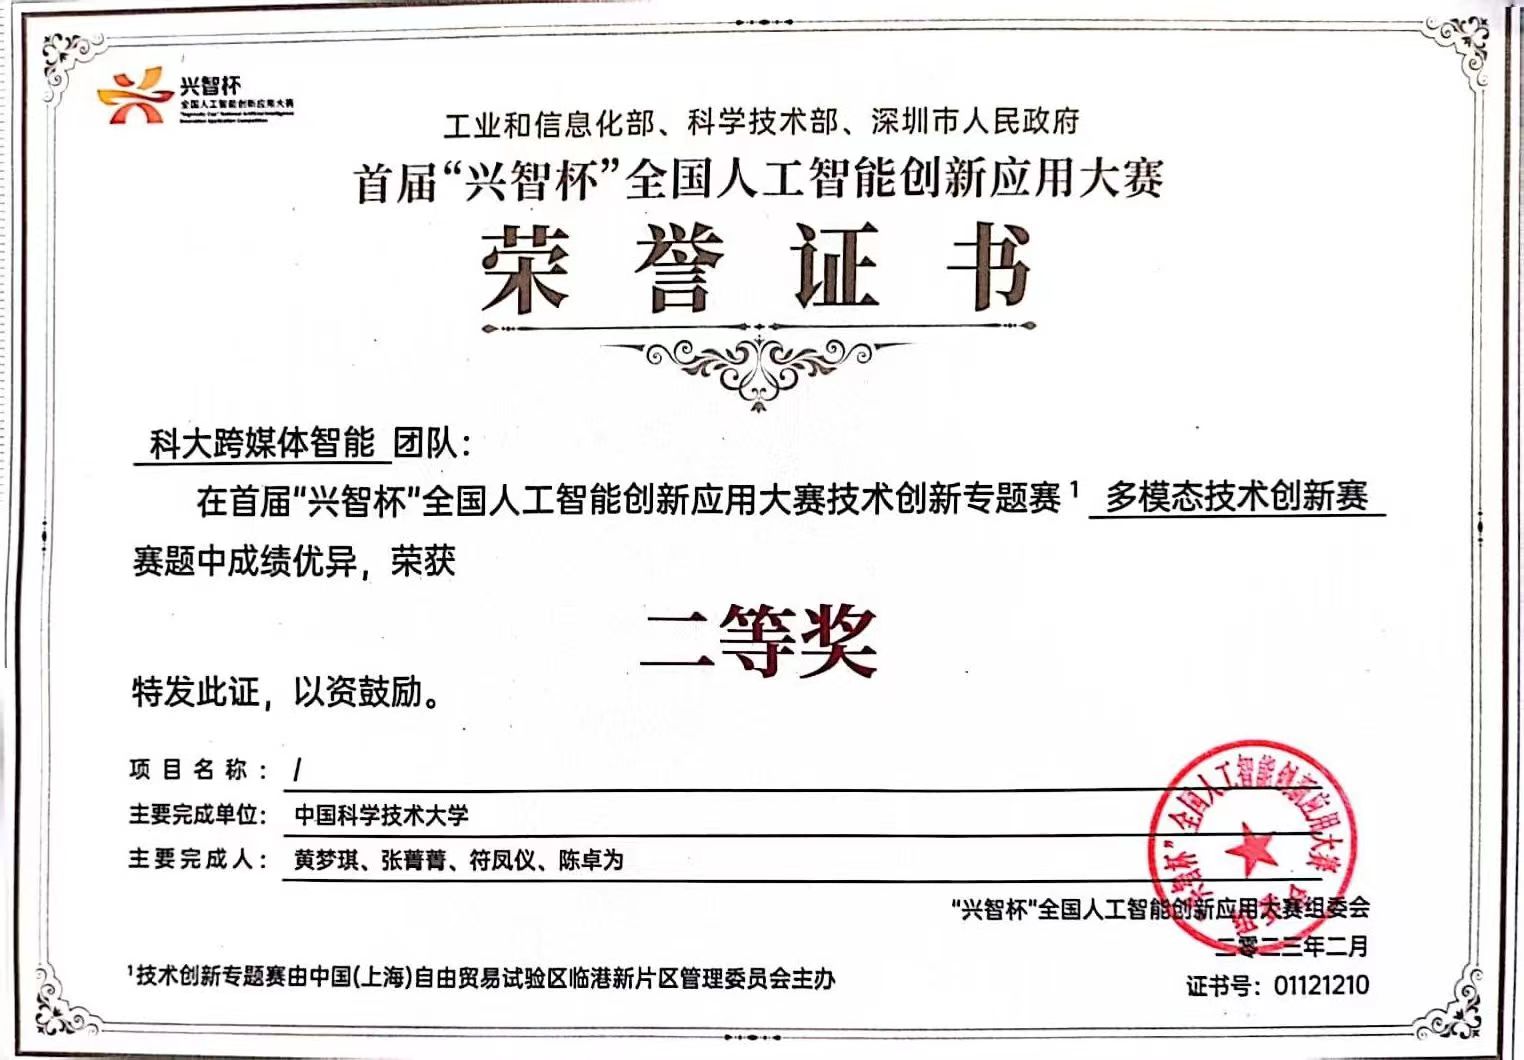 兴智杯
全国人工智能创新应用大赛
工业和信息化部、科学技术部、深圳市人民政府
首届“兴智杯”全国人工智能创新应用大赛
荣誉证书
科大跨媒体智能 团队：
在首届“兴智杯”全国人工智能创新应用大赛技术创新专题赛¹ 多模态技术创新赛
赛题中成绩优异，荣获
二等奖
特发此证，以资鼓励。
项目名称： /
主要完成单位： 中国科学技术大学
主要完成人： 黄梦琪、张菁菁、符凤仪、陈卓为
“兴智杯”全国人工智能创新应用大赛组委会
二零二三年二月
¹技术创新专题赛由中国(上海)自由贸易试验区临港新片区管理委员会主办
证书号：01121210
“兴智杯”全国人工智能创新应用大赛
组委会